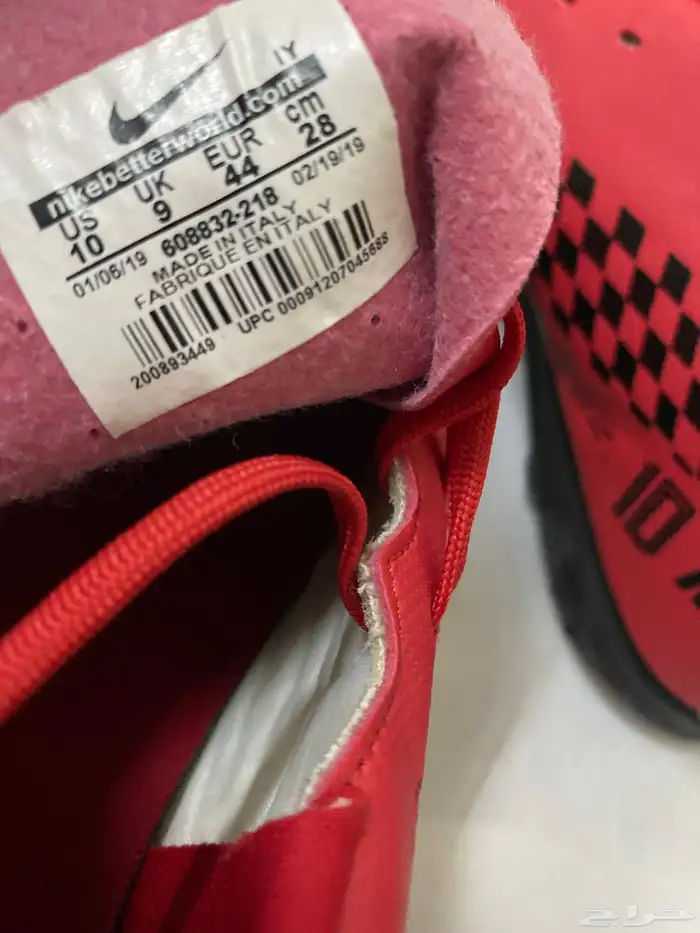 IY
nikebetterworld.com
US UK EUR cm
10 9 44 28
01/06/19 608832-218 02/19/19
MADE IN ITALY
FABRIQUE EN ITALY
200893449 UPC 00091207045688
10
حراج